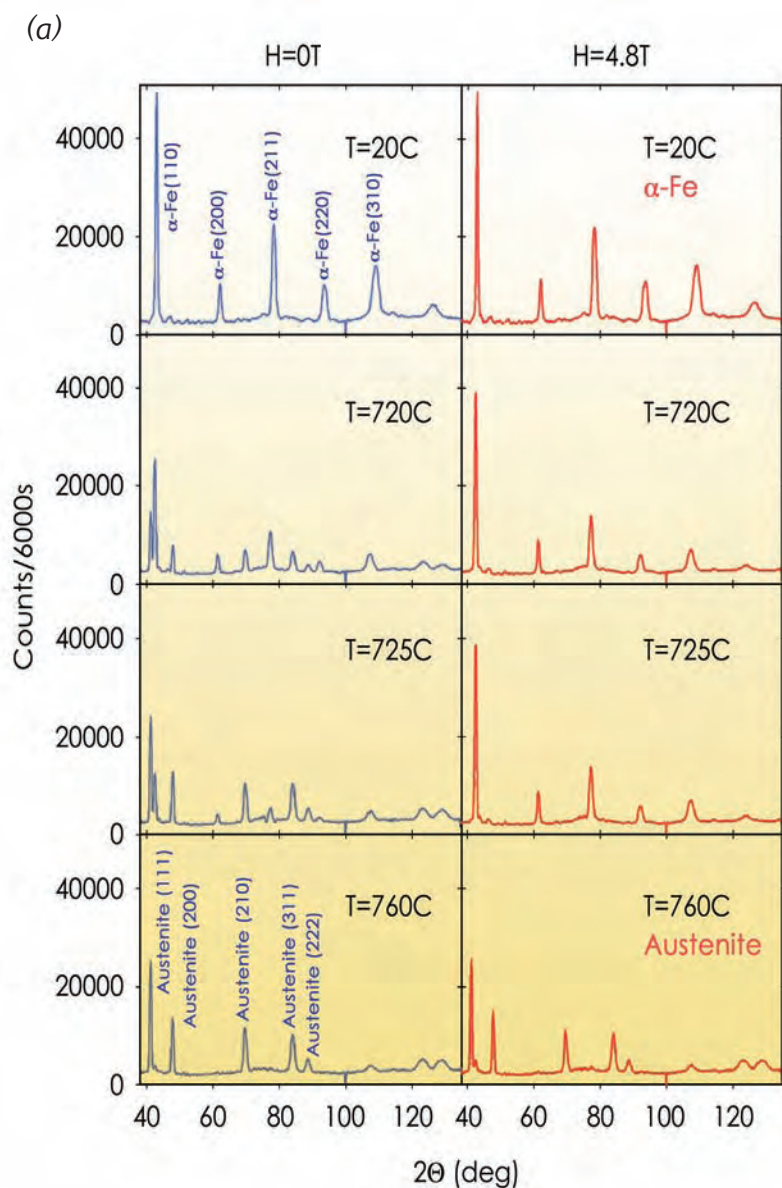 (a)
H=0T
H=4.8T
Counts/6000s
40000
20000
0
α-Fe(110)
α-Fe(200)
α-Fe(211)
α-Fe(220)
α-Fe(310)
T=20C
T=20C
α-Fe
40000
20000
0
T=720C
T=720C
40000
20000
0
T=725C
T=725C
40000
20000
0
Austenite (111)
Austenite (200)
Austenite (210)
Austenite (311)
Austenite (222)
T=760C
T=760C
Austenite
40 60 80 100 120
40 60 80 100 120
2Θ (deg)